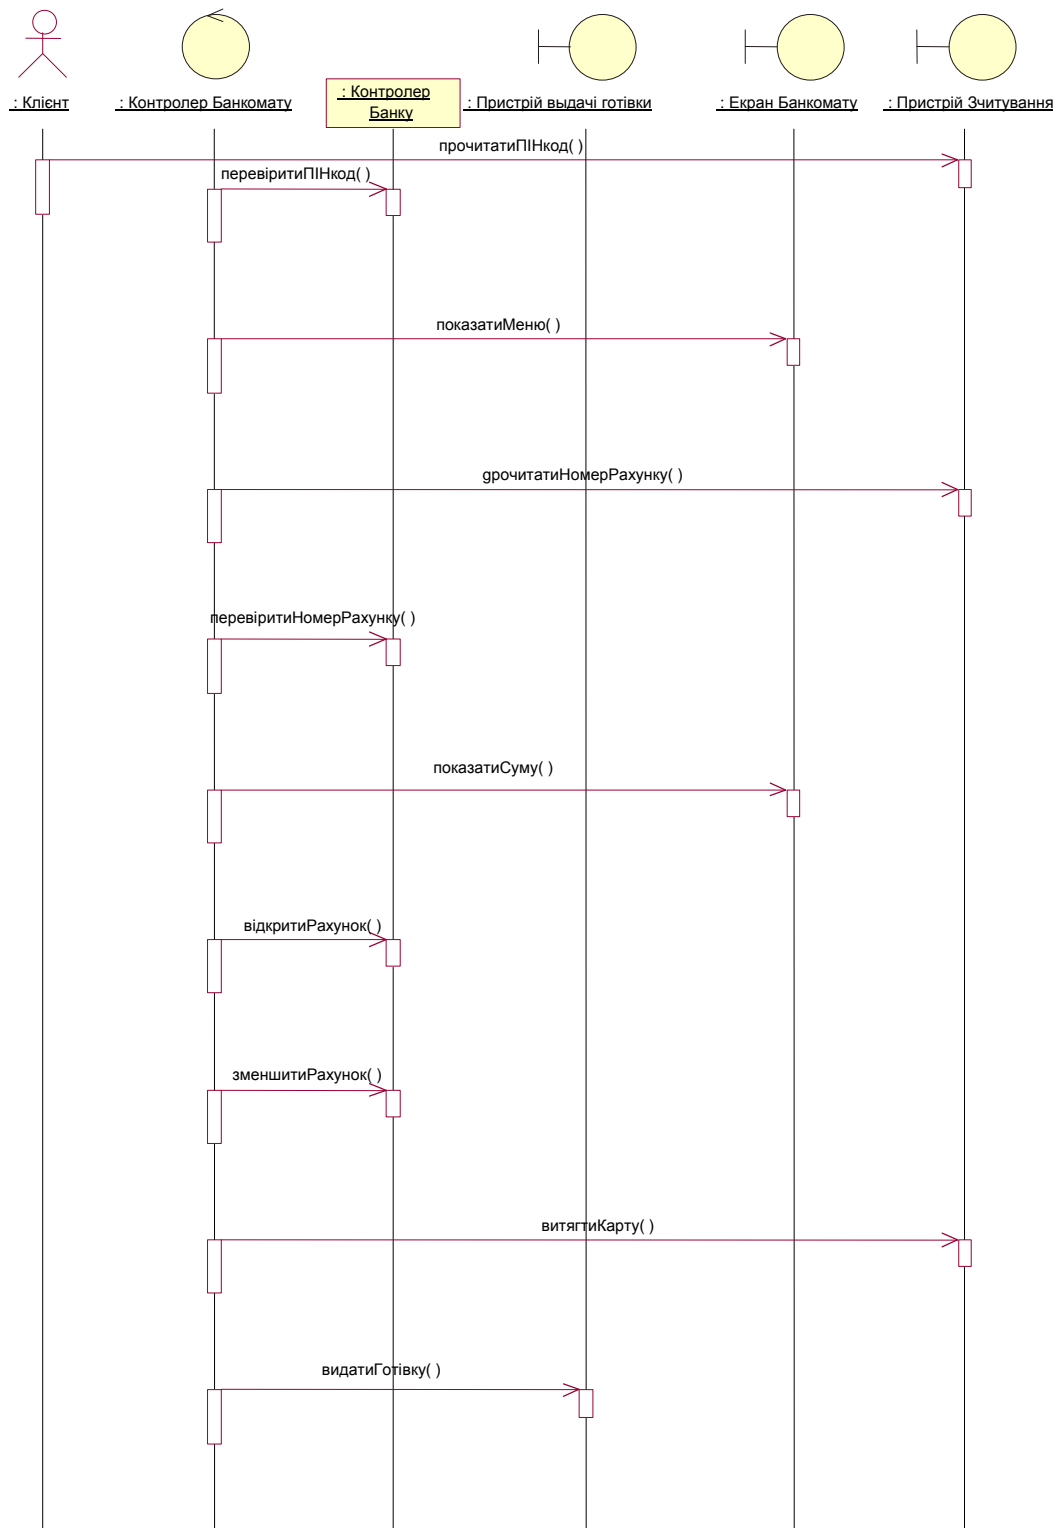 : Клієнт
: Контролер Банкомату
: Контролер
Банку
: Пристрій выдачі готівки
: Екран Банкомату
: Пристрій Зчитування
прочитатиПІНкод( )
перевіритиПІНкод( )
показатиМеню( )
gрочитатиНомерРахунку( )
перевіритиНомерРахунку( )
показатиСуму( )
відкритиРахунок( )
зменшитиРахунок( )
витягтиКарту( )
видатиГотівку( )